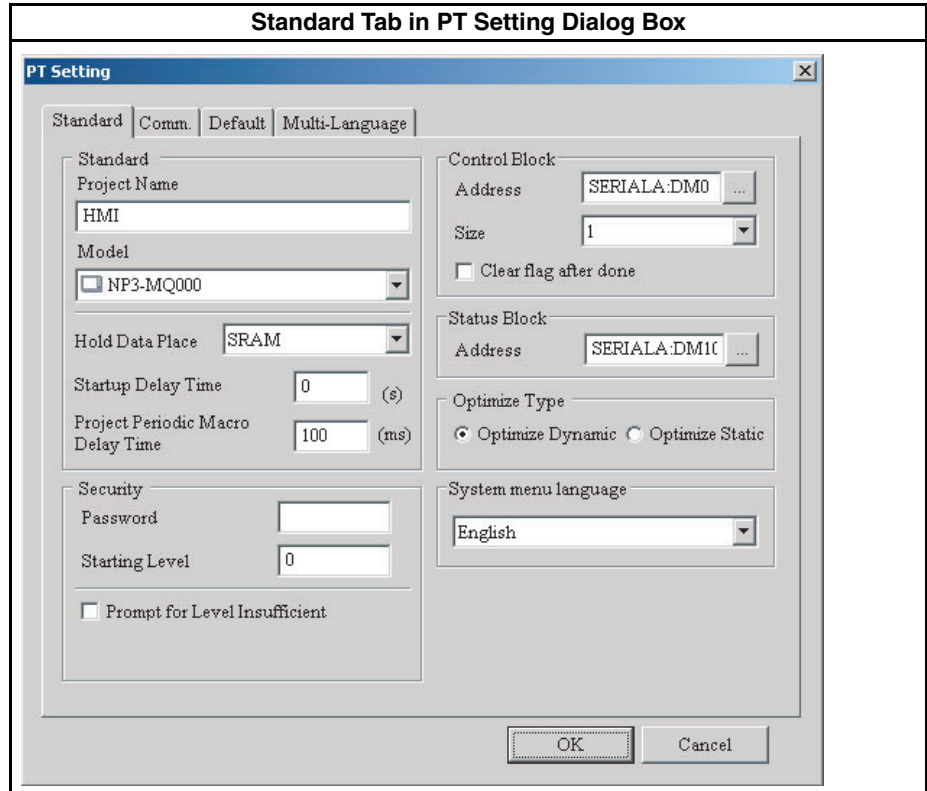 Standard Tab in PT Setting Dialog Box
PT Setting
Standard
Comm.
Default
Multi-Language
Standard
Project Name
HMI
Model
NP3-MQ000
Hold Data Place
SRAM
Startup Delay Time
0
(s)
Project Periodic Macro
Delay Time
100
(ms)
Security
Password
Starting Level
0
Prompt for Level Insufficient
Control Block
Address
SERIALA:DM0
...
Size
1
Clear flag after done
Status Block
Address
SERIALA:DM10
...
Optimize Type
Optimize Dynamic
Optimize Static
System menu language
English
OK
Cancel